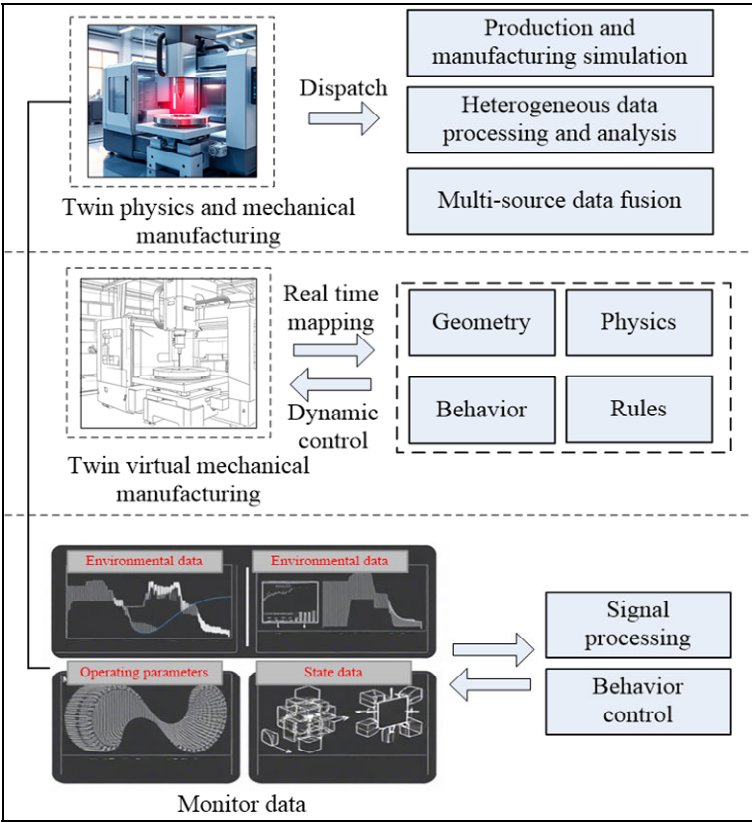 Production and
manufacturing simulation
Dispatch
Heterogeneous data
processing and analysis
Multi-source data fusion
Twin physics and mechanical
manufacturing
Real time
mapping
Geometry
Physics
Dynamic
control
Behavior
Rules
Twin virtual mechanical
manufacturing
Environmental data
Environmental data
Operating parameters
State data
Signal
processing
Behavior
control
Monitor data